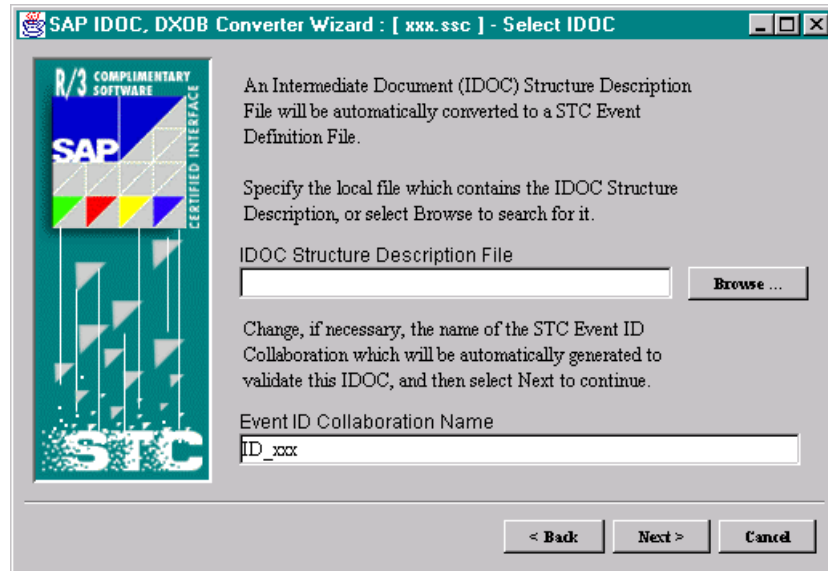 SAP IDOC, DXOB Converter Wizard : [ xxx.ssc ] - Select IDOC
R/3 COMPLIMENTARY
SOFTWARE
SAP
CERTIFIED INTERFACE
STC
An Intermediate Document (IDOC) Structure Description
File will be automatically converted to a STC Event
Definition File.
Specify the local file which contains the IDOC Structure
Description, or select Browse to search for it.
IDOC Structure Description File
Browse ...
Change, if necessary, the name of the STC Event ID
Collaboration which will be automatically generated to
validate this IDOC, and then select Next to continue.
Event ID Collaboration Name
ID_xxx
< Back Next > Cancel